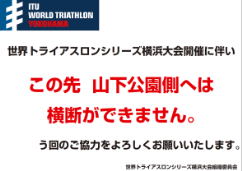 ITU
WORLD TRIATHLON
YOKOHAMA
世界トライアスロンシリーズ横浜大会開催に伴い
この先 山下公園側へは
横断ができません。
う回のご協力をよろしくお願いいたします。
世界トライアスロンシリーズ横浜大会組織委員会